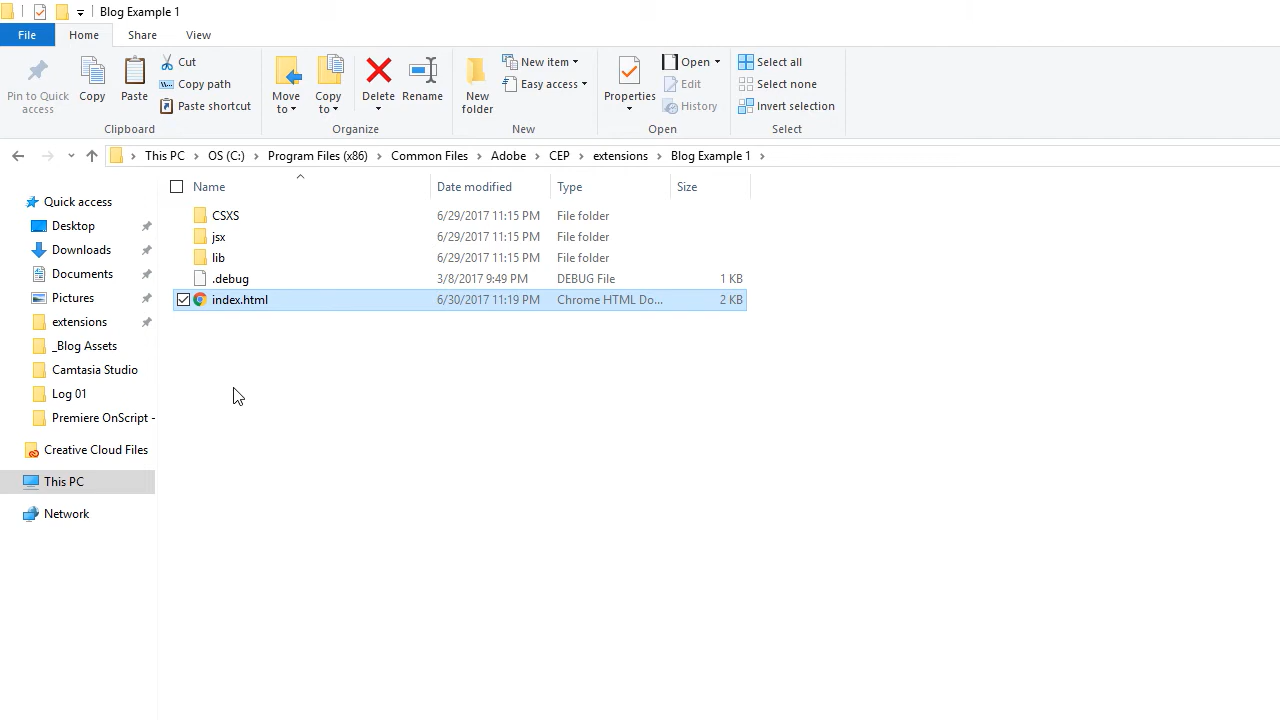 Blog Example 1
File Home Share View
Pin to Quick access
Copy
Paste
Cut
Copy path
Paste shortcut
Clipboard
Move to
Copy to
Delete
Rename
Organize
New folder
New item
Easy access
New
Properties
Open
Edit
History
Open
Select all
Select none
Invert selection
Select
This PC > OS (C:) > Program Files (x86) > Common Files > Adobe > CEP > extensions > Blog Example 1 >
Quick access
Desktop
Downloads
Documents
Pictures
extensions
_Blog Assets
Camtasia Studio
Log 01
Premiere OnScript -
Creative Cloud Files
This PC
Network
Name Date modified Type Size
CSXS 6/29/2017 11:15 PM File folder
jsx 6/29/2017 11:15 PM File folder
lib 6/29/2017 11:15 PM File folder
.debug 3/8/2017 9:49 PM DEBUG File 1 KB
index.html 6/30/2017 11:19 PM Chrome HTML Do... 2 KB